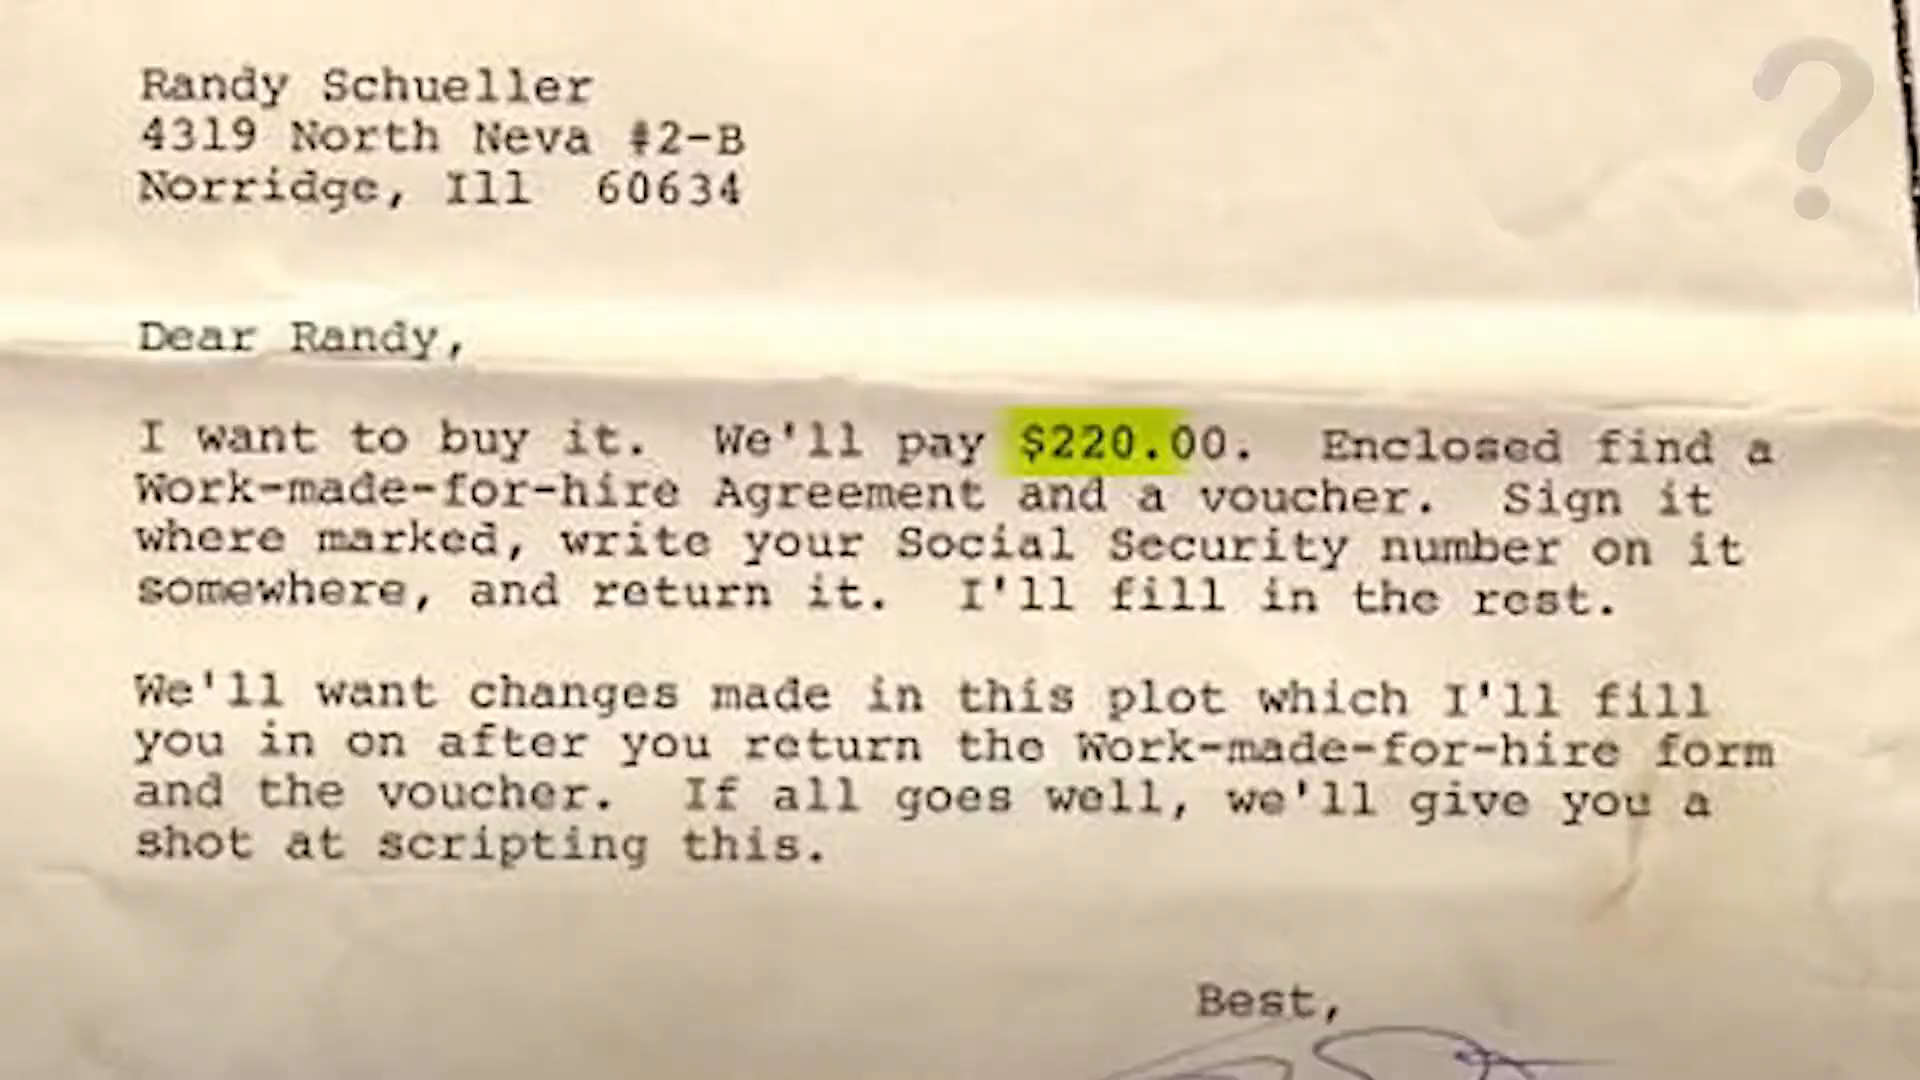 Randy Schueller
4319 North Neva #2-B
Norridge, Ill  60634
Dear Randy,
I want to buy it.  We'll pay $220.00.  Enclosed find a
Work-made-for-hire Agreement and a voucher.  Sign it
where marked, write your Social Security number on it
somewhere, and return it.  I'll fill in the rest.
We'll want changes made in this plot which I'll fill
you in on after you return the Work-made-for-hire form
and the voucher.  If all goes well, we'll give you a
shot at scripting this.
Best,